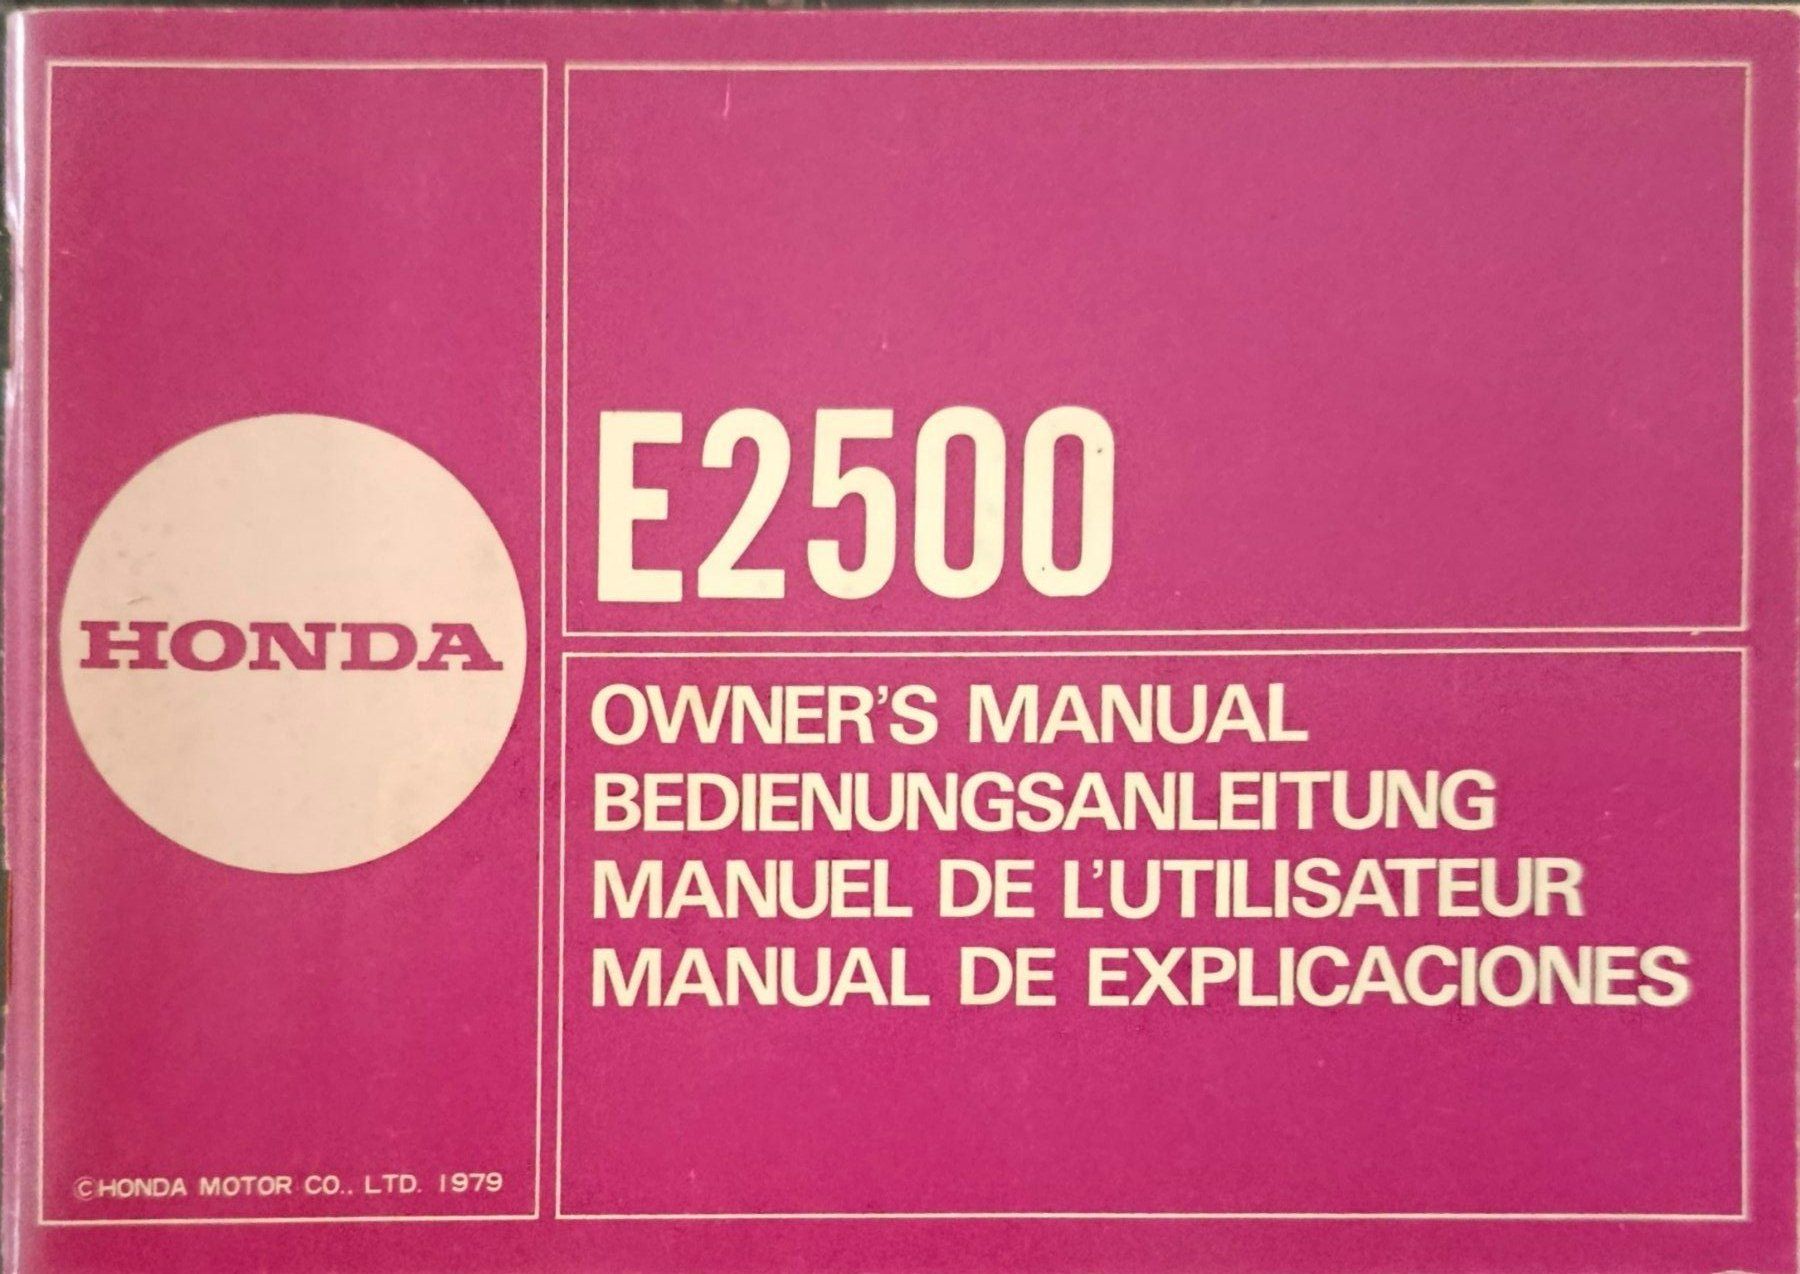 HONDA
©HONDA MOTOR CO., LTD. 1979
E2500
OWNER'S MANUAL
BEDIENUNGSANLEITUNG
MANUEL DE L'UTILISATEUR
MANUAL DE EXPLICACIONES